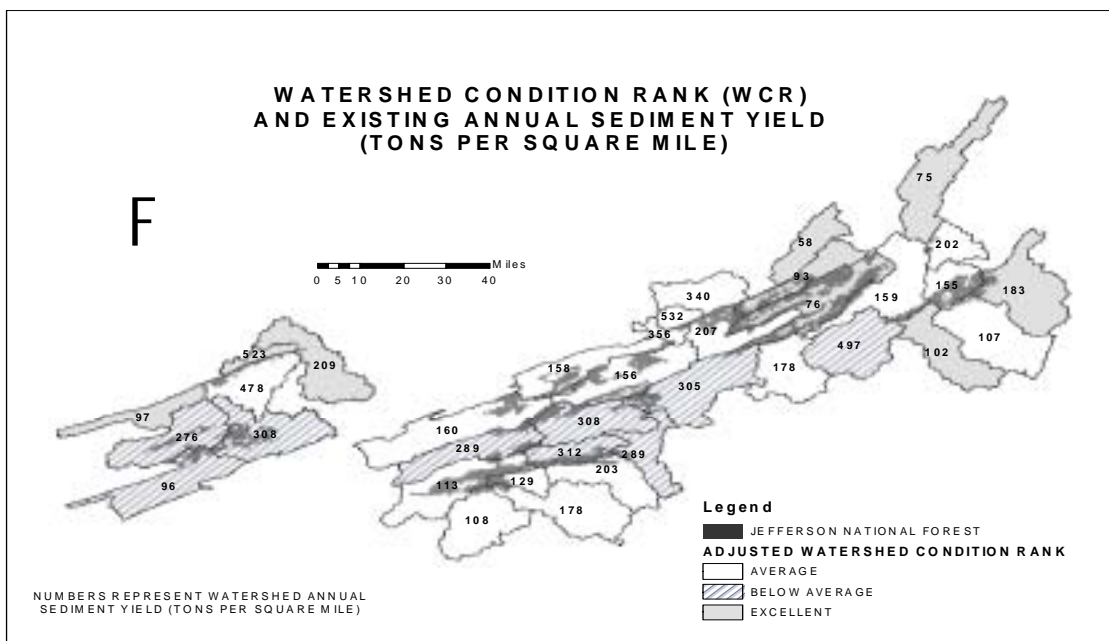 WATERSHED CONDITION RANK (WCR)
AND EXISTING ANNUAL SEDIMENT YIELD
(TONS PER SQUARE MILE)
F
Miles
0 5 10 20 30 40
75
58
202
93
183
155
340
76
159
532
207
107
356
497
102
178
523
209
158
156
305
478
97
160
308
276
308
289
312
289
203
96
113
129
108
178
Legend
JEFFERSON NATIONAL FOREST
ADJUSTED WATERSHED CONDITION RANK
AVERAGE
BELOW AVERAGE
EXCELLENT
NUMBERS REPRESENT WATERSHED ANNUAL
SEDIMENT YIELD (TONS PER SQUARE MILE)